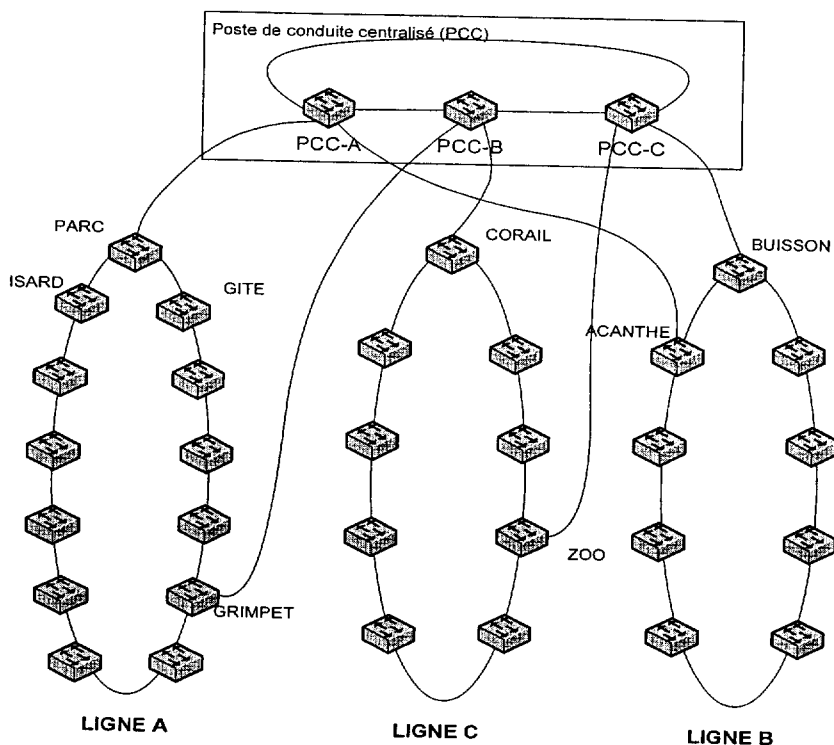 Poste de conduite centralisé (PCC)
PCC-A
PCC-B
PCC-C
PARC
CORAIL
BUISSON
ISARD
GITE
ACANTHE
ZOO
GRIMPET
LIGNE A
LIGNE C
LIGNE B